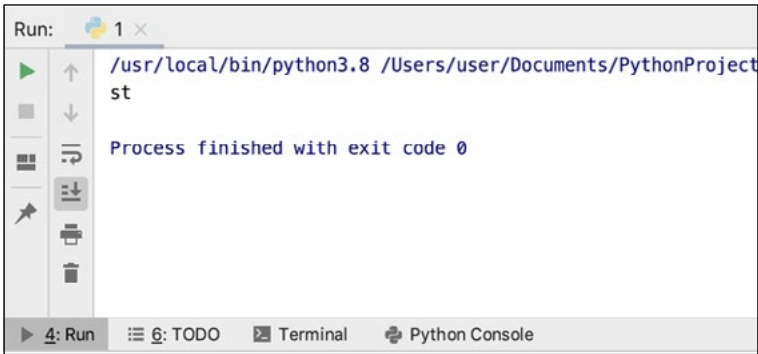 Run: 1
/usr/local/bin/python3.8 /Users/user/Documents/PythonProject
st
Process finished with exit code 0
4: Run 6: TODO Terminal Python Console